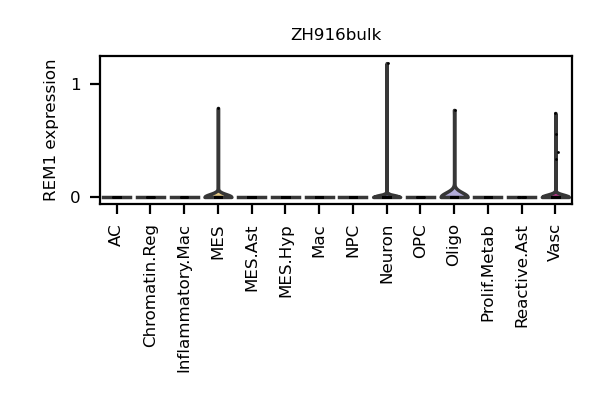 ZH916bulk
REM1 expression
1
0
AC
Chromatin.Reg
Inflammatory.Mac
MES
MES.Ast
MES.Hyp
Mac
NPC
Neuron
OPC
Oligo
Prolif.Metab
Reactive.Ast
Vasc